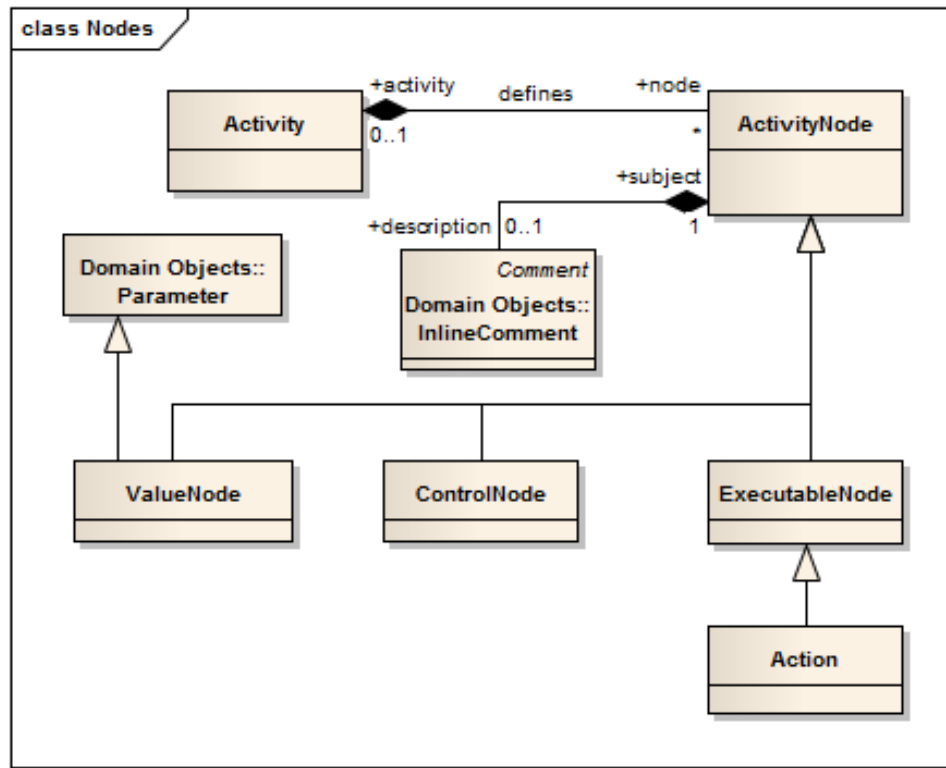 class Nodes
+activity
defines
+node
Activity
0..1
*
ActivityNode
+subject
1
+description
0..1
Comment
Domain Objects::
InlineComment
Domain Objects::
Parameter
ValueNode
ControlNode
ExecutableNode
Action